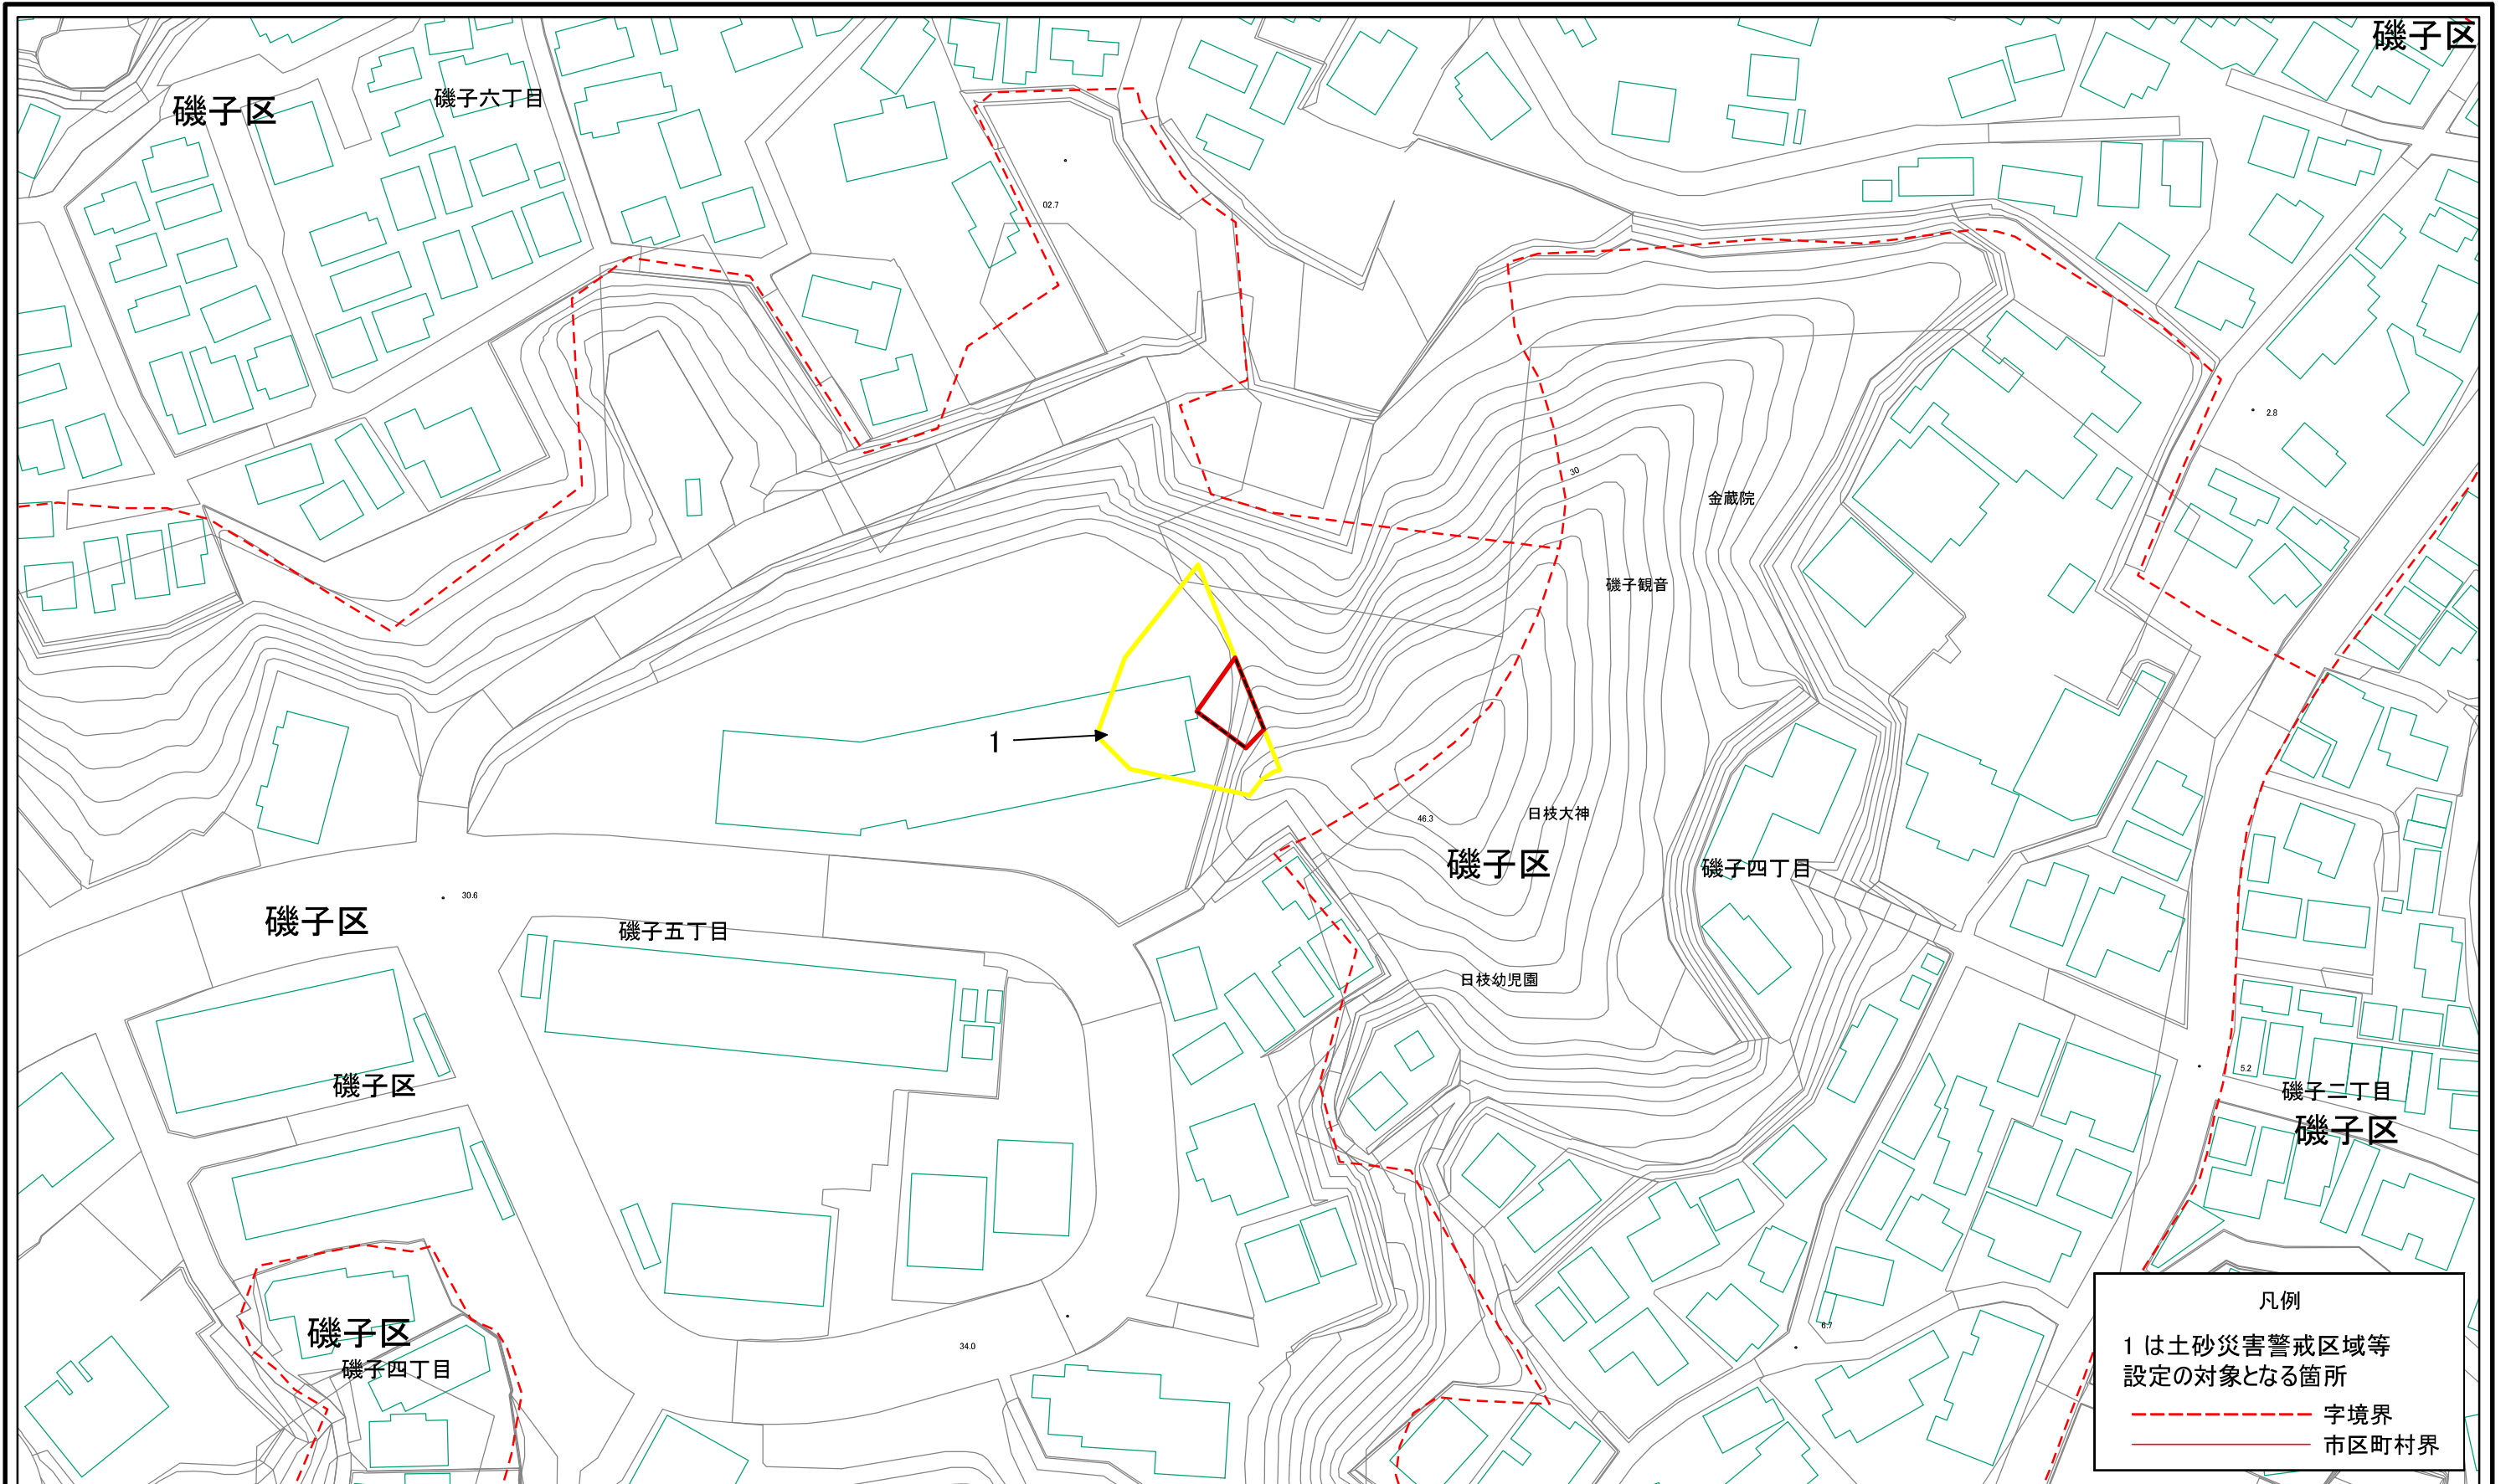 磯子区
磯子六丁目
磯子区
02.7
2.8
30
金蔵院
磯子観音
1
46.3
日枝大神
磯子区
磯子四丁目
30.6
磯子区
磯子五丁目
日枝幼児園
5.2
磯子区
磯子二丁目
磯子区
磯子区
磯子四丁目
34.0
6.7
凡例
1 は土砂災害警戒区域等
設定の対象となる箇所
字境界
市区町村界